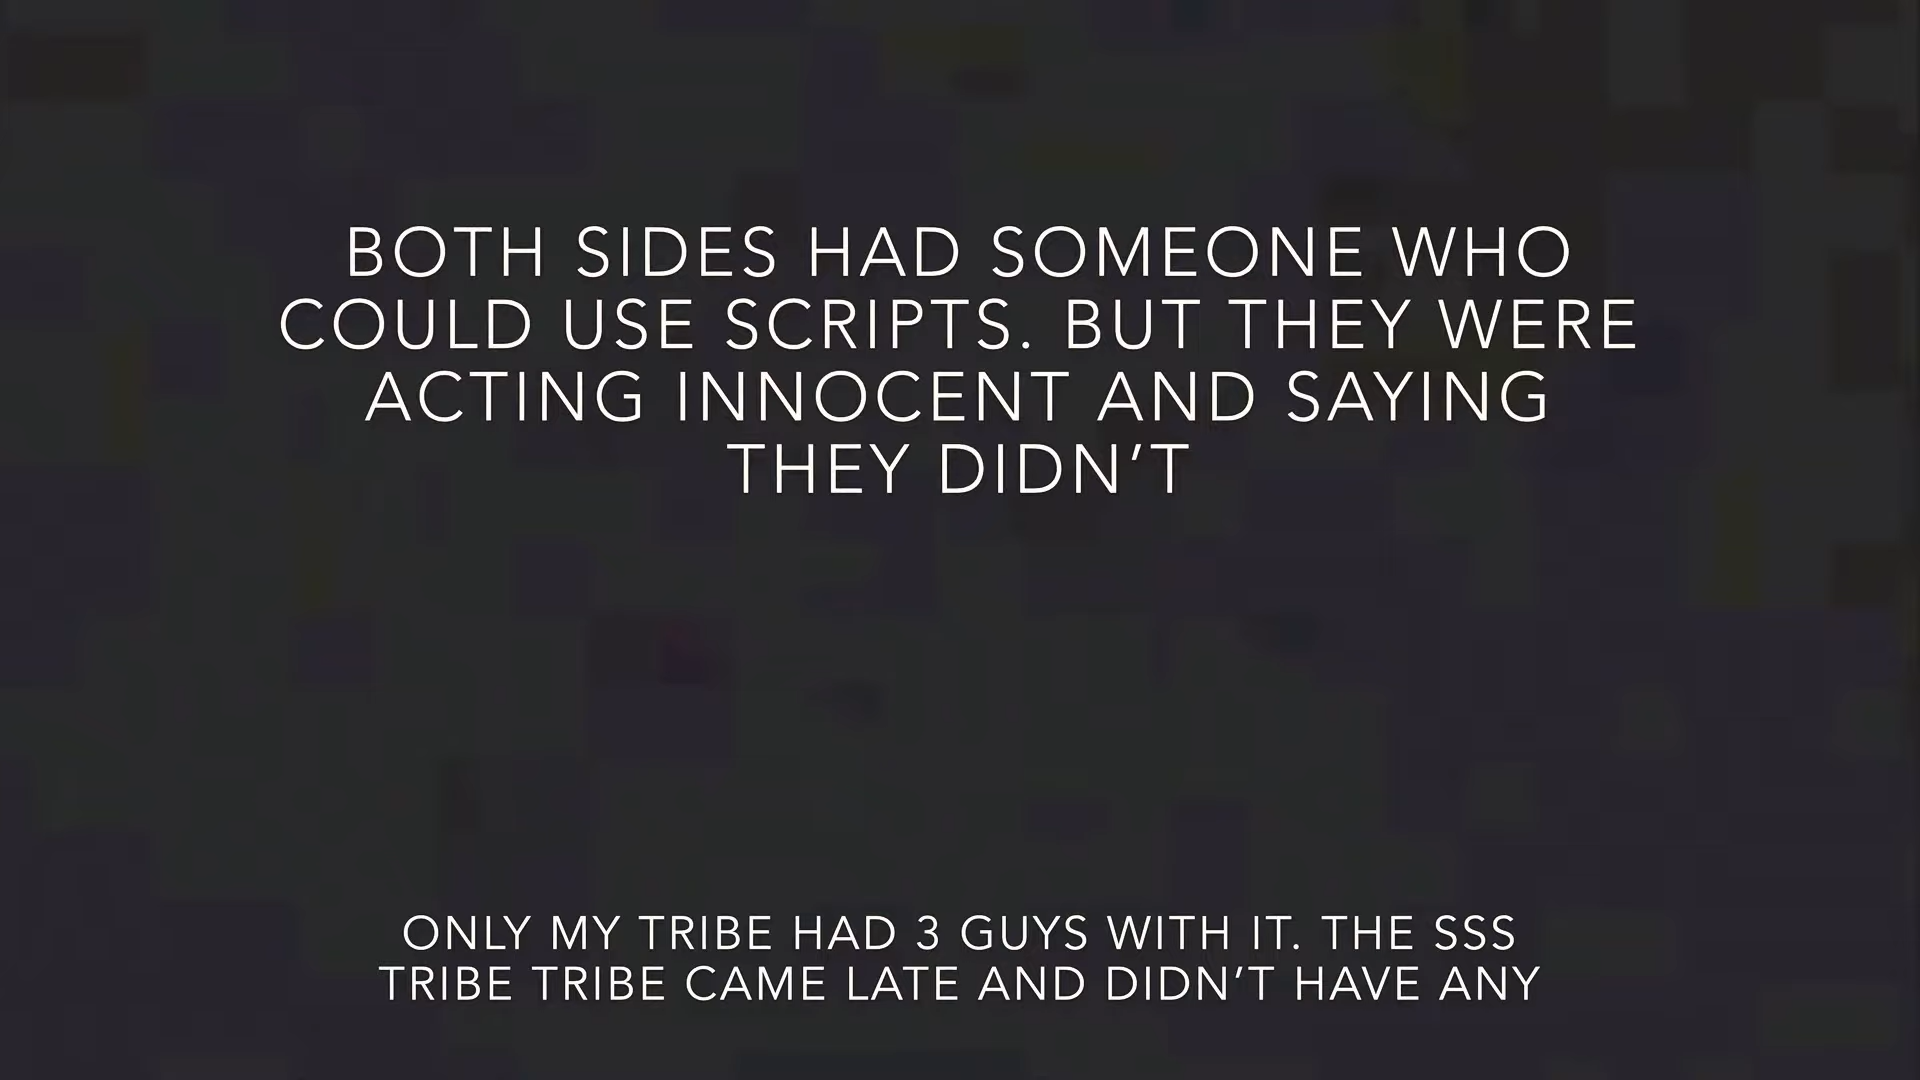 BOTH SIDES HAD SOMEONE WHO
COULD USE SCRIPTS. BUT THEY WERE
ACTING INNOCENT AND SAYING
THEY DIDN’T
ONLY MY TRIBE HAD 3 GUYS WITH IT. THE SSS
TRIBE TRIBE CAME LATE AND DIDN’T HAVE ANY